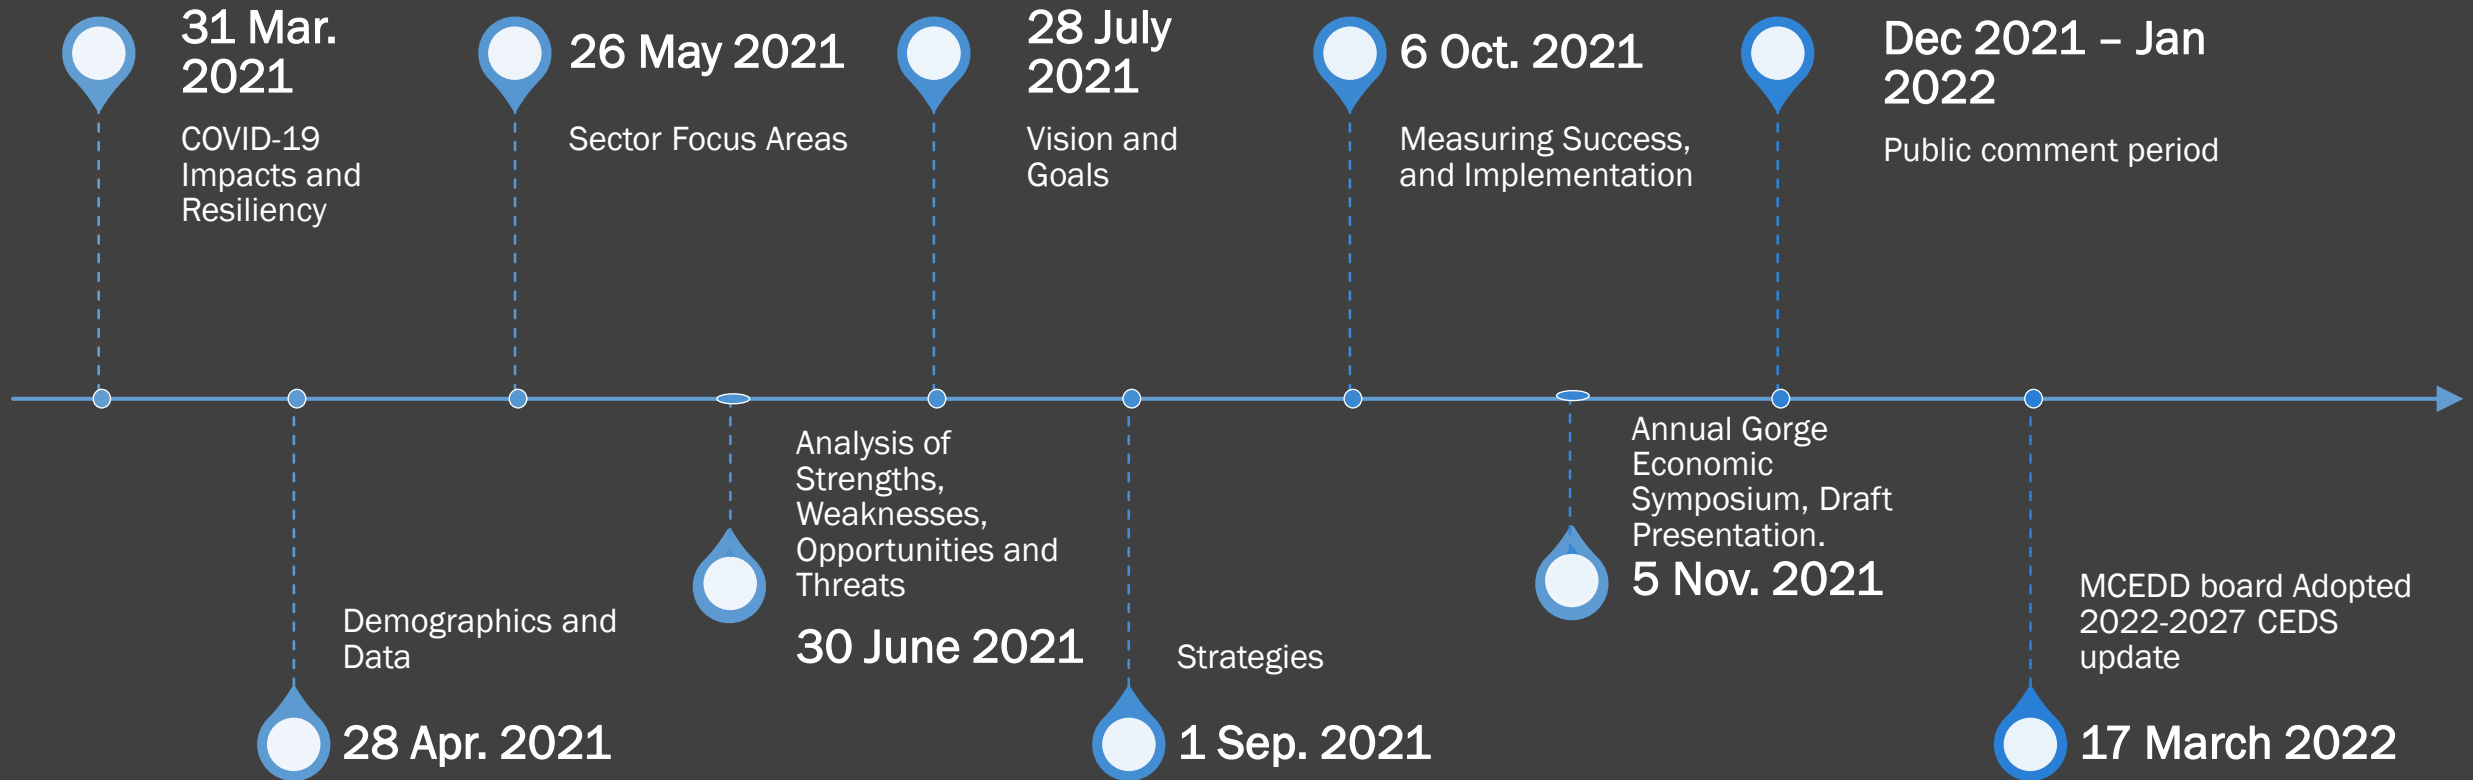 31 Mar.
2021
COVID-19
Impacts and
Resiliency
26 May 2021
Sector Focus Areas
28 July
2021
Vision and
Goals
6 Oct. 2021
Measuring Success,
and Implementation
Dec 2021 – Jan
2022
Public comment period
Demographics and
Data
28 Apr. 2021
Analysis of
Strengths,
Weaknesses,
Opportunities and
Threats
30 June 2021
Strategies
1 Sep. 2021
Annual Gorge
Economic
Symposium, Draft
Presentation.
5 Nov. 2021
MCEDD board Adopted
2022-2027 CEDS
update
17 March 2022